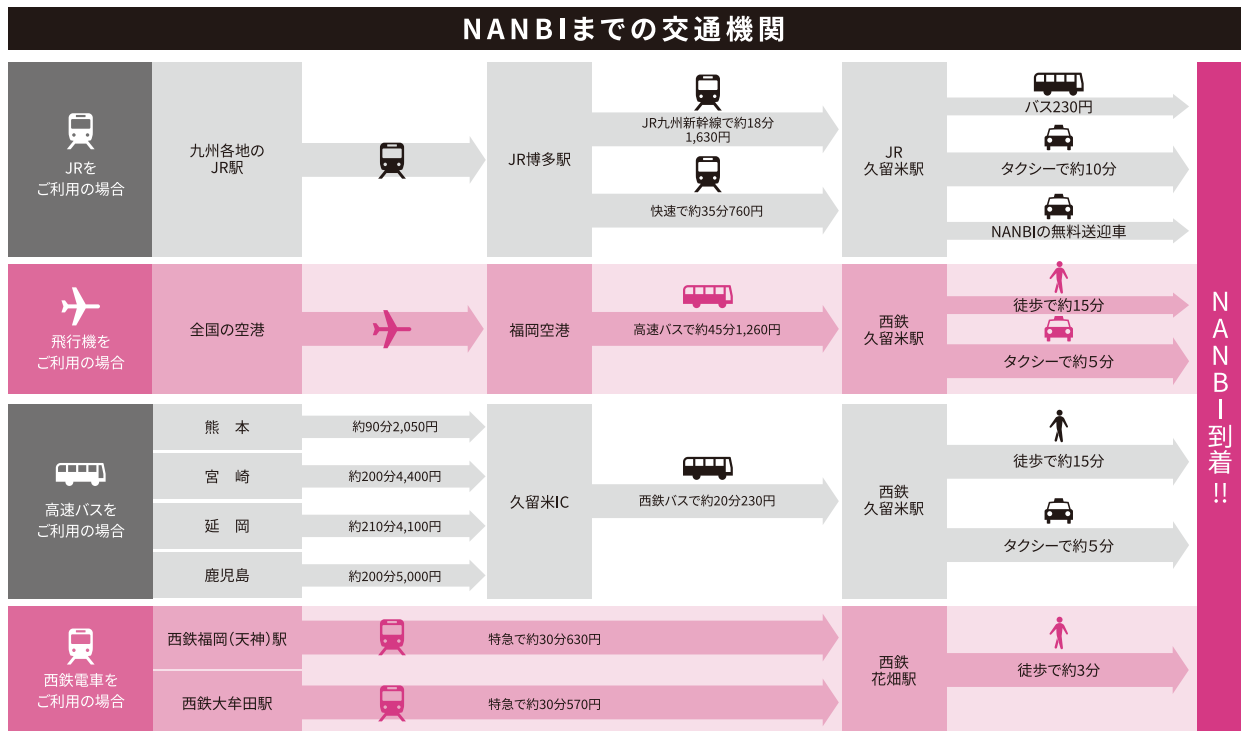 NANBIまでの交通機関
JRを
ご利用の場合
九州各地の
JR駅
JR博多駅
JR九州新幹線で約18分
1,630円
快速で約35分760円
JR
久留米駅
バス230円
タクシーで約10分
NANBIの無料送迎車
飛行機を
ご利用の場合
全国の空港
福岡空港
高速バスで約45分1,260円
西鉄
久留米駅
徒歩で約15分
タクシーで約5分
高速バスを
ご利用の場合
熊　本
約90分2,050円
宮　崎
約200分4,400円
延　岡
約210分4,100円
鹿児島
約200分5,000円
久留米IC
西鉄バスで約20分230円
西鉄
久留米駅
徒歩で約15分
タクシーで約5分
西鉄電車を
ご利用の場合
西鉄福岡(天神)駅
特急で約30分630円
西鉄大牟田駅
特急で約30分570円
西鉄
花畑駅
徒歩で約3分
NANBI到着!!